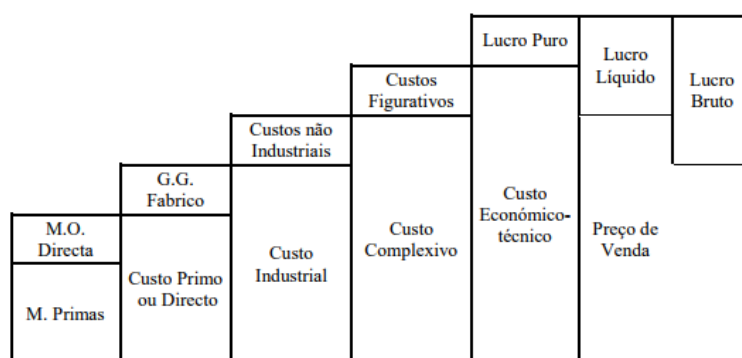 Lucro Puro
Lucro
Líquido
Lucro
Bruto
Custos
Figurativos
Custos não
Industriais
G.G.
Fabrico
M.O.
Directa
M. Primas
Custo Primo
ou Directo
Custo
Industrial
Custo
Complexivo
Custo
Económico-
técnico
Preço de
Venda